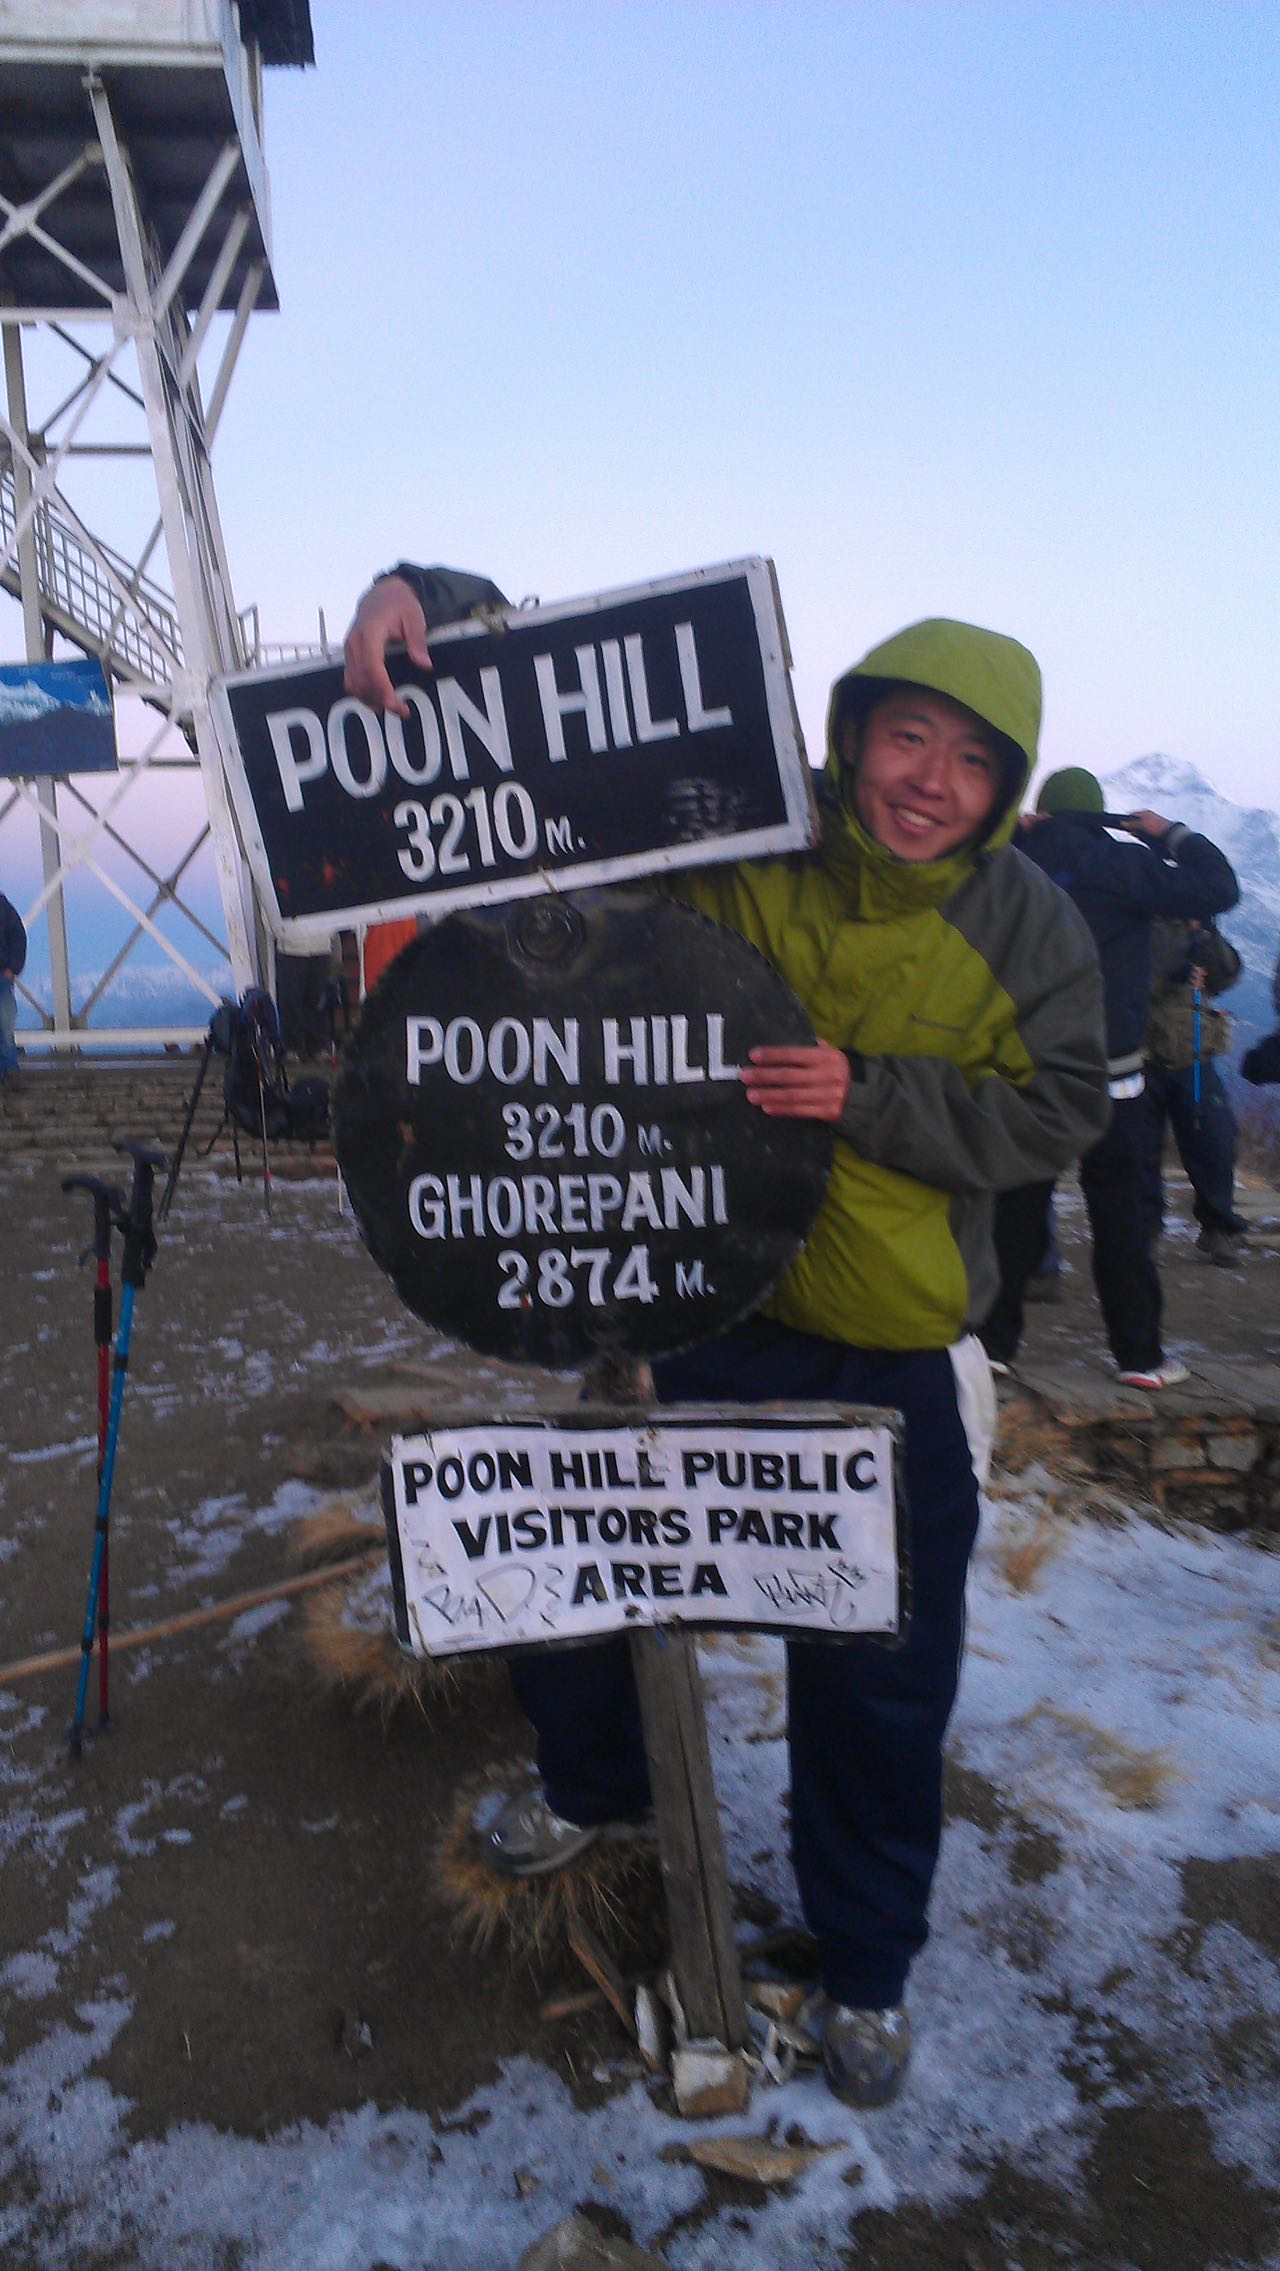 POON HILL
3210 M.
POON HILL
3210 M.
GHOREPANI
2874 M.
POON HILL PUBLIC
VISITORS PARK
AREA